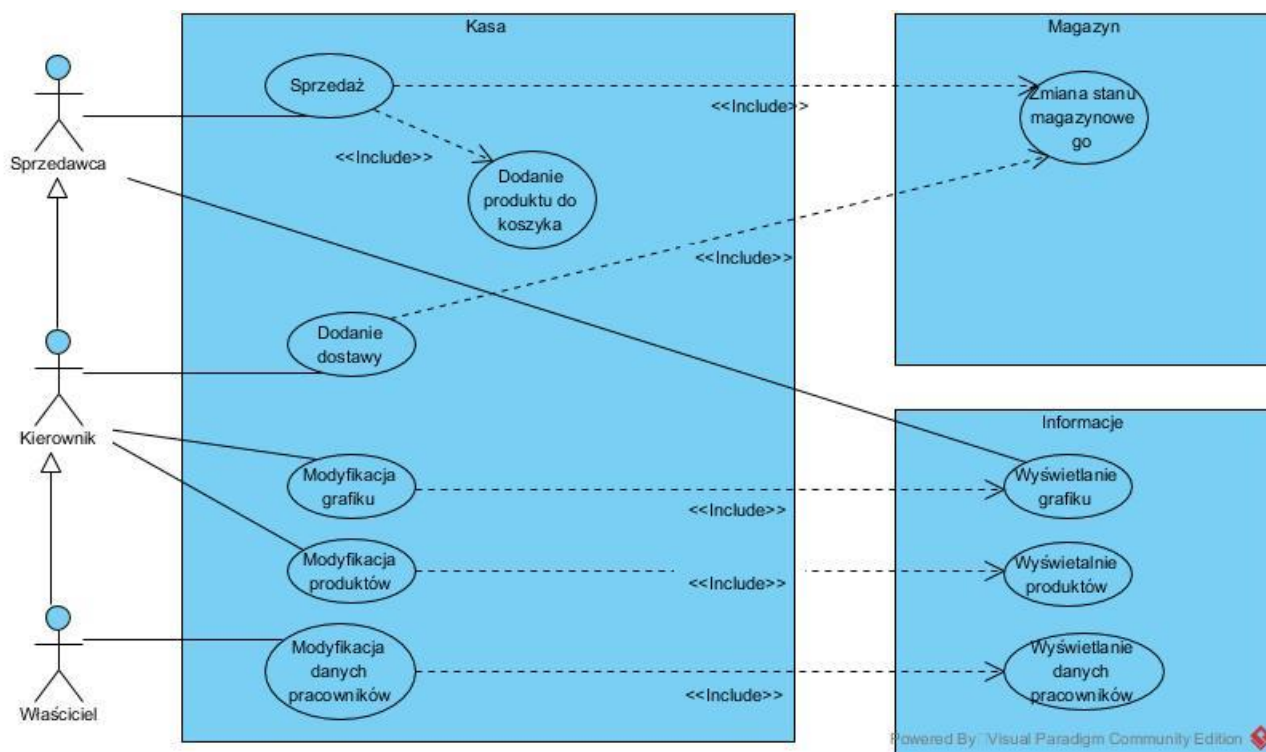 Kasa
Magazyn
Sprzedaż
<<Include>>
Zmiana stanu
magazynowe
go
Sprzedawca
<<Include>>
Dodanie
produktu do
koszyka
<<Include>>
Dodanie
dostawy
Kierownik
Informacje
Modyfikacja
grafiku
<<Include>>
Wyświetlanie
grafiku
Modyfikacja
produktów
<<Include>>
Wyświetalnie
produktów
Modyfikacja
danych
pracowników
<<Include>>
Wyświetlanie
danych
pracowników
Właściciel
Powered By Visual Paradigm Community Edition